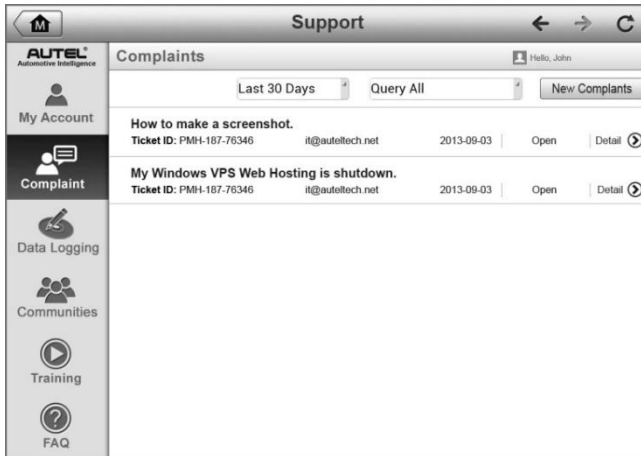 M
Support
AUTEL®
Automotive Intelligence
Complaints
Hello, John
Last 30 Days
Query All
New Complants
My Account
How to make a screenshot.
Ticket ID: PMH-187-76346 it@auteltech.net 2013-09-03 Open Detail
Complaint
My Windows VPS Web Hosting is shutdown.
Ticket ID: PMH-187-76346 it@auteltech.net 2013-09-03 Open Detail
Data Logging
Communities
Training
?
FAQ